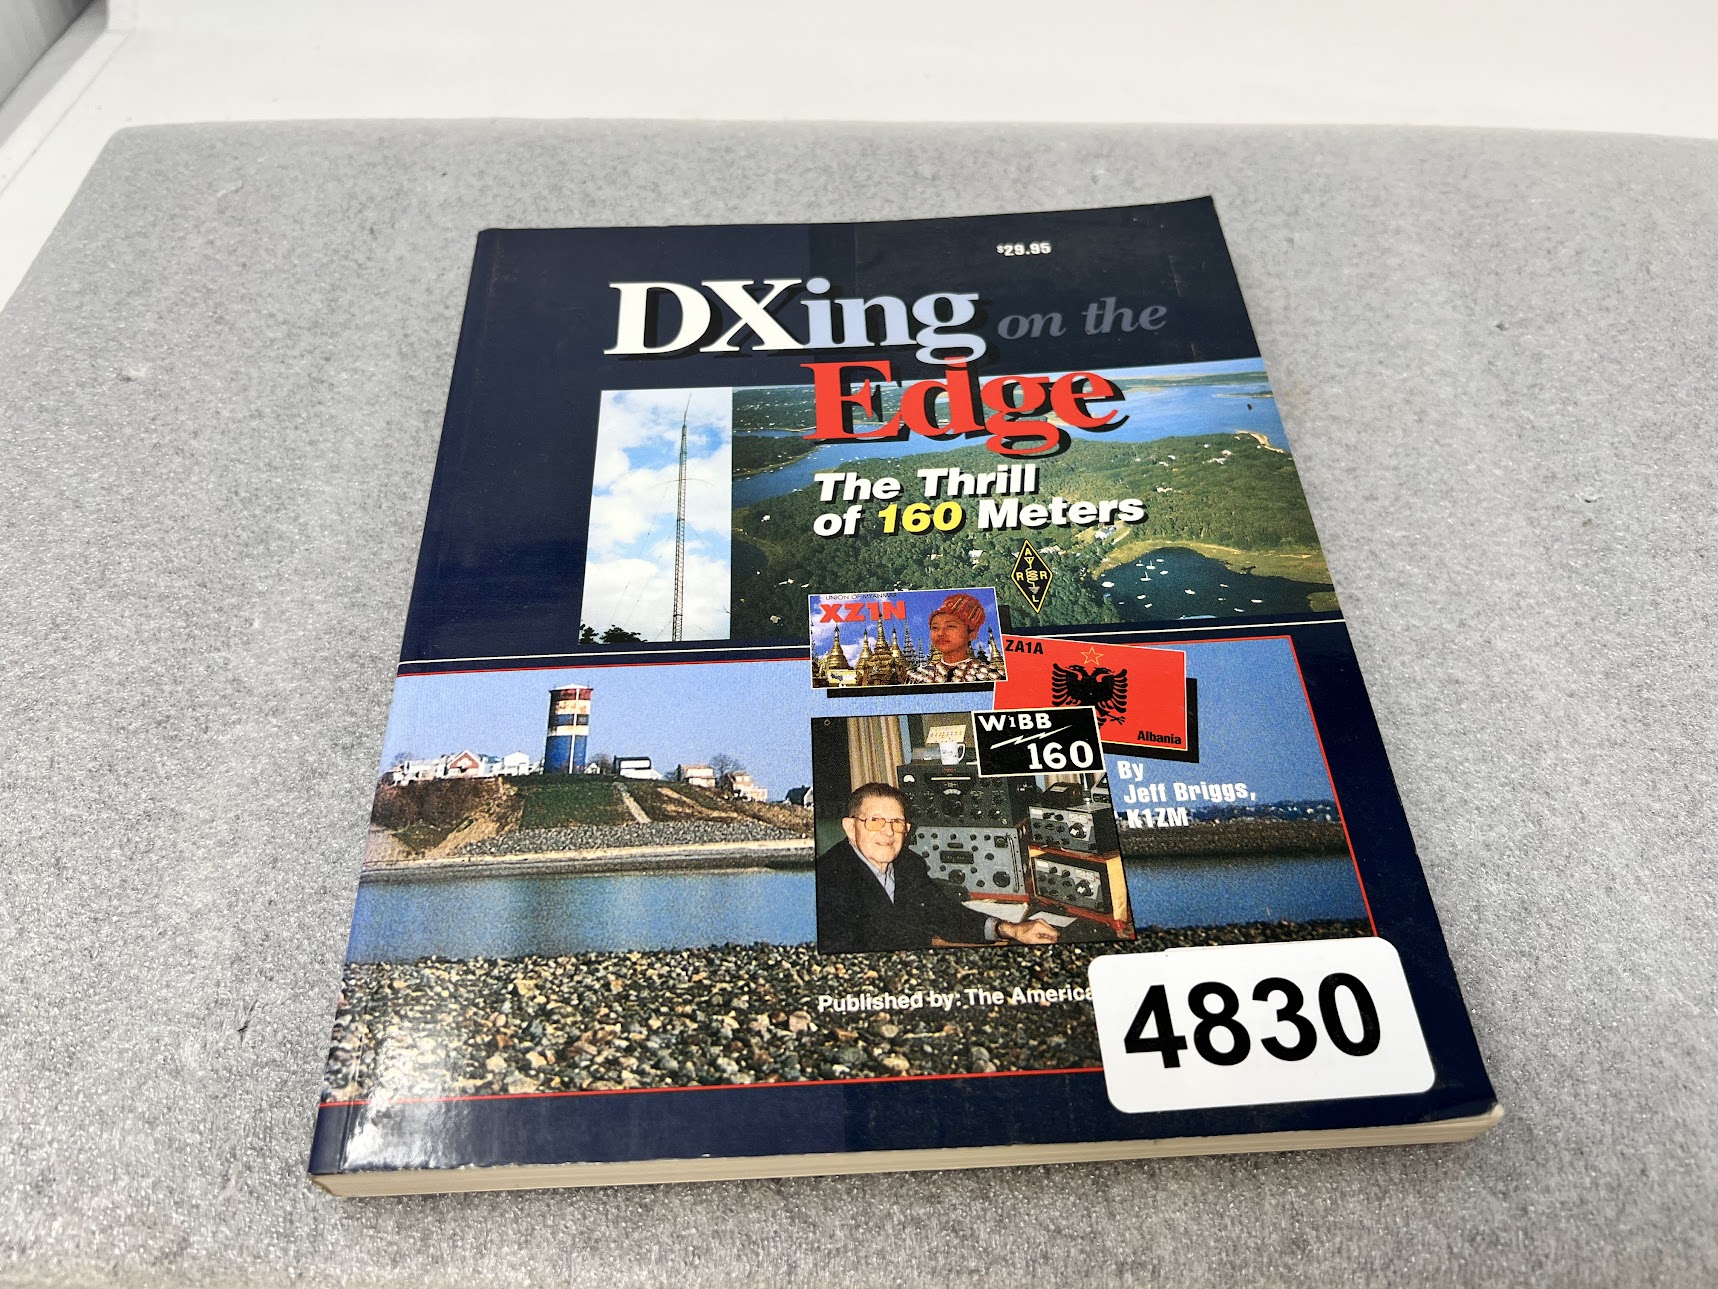 $29.95
DXing on the
Edge
The Thrill
of 160 Meters
A
R R
L
UNION OF MYANMAR
XZ1N
ZA1A
Albania
W1BB
160
By
Jeff Briggs,
K1ZM
Published by: The America
4830